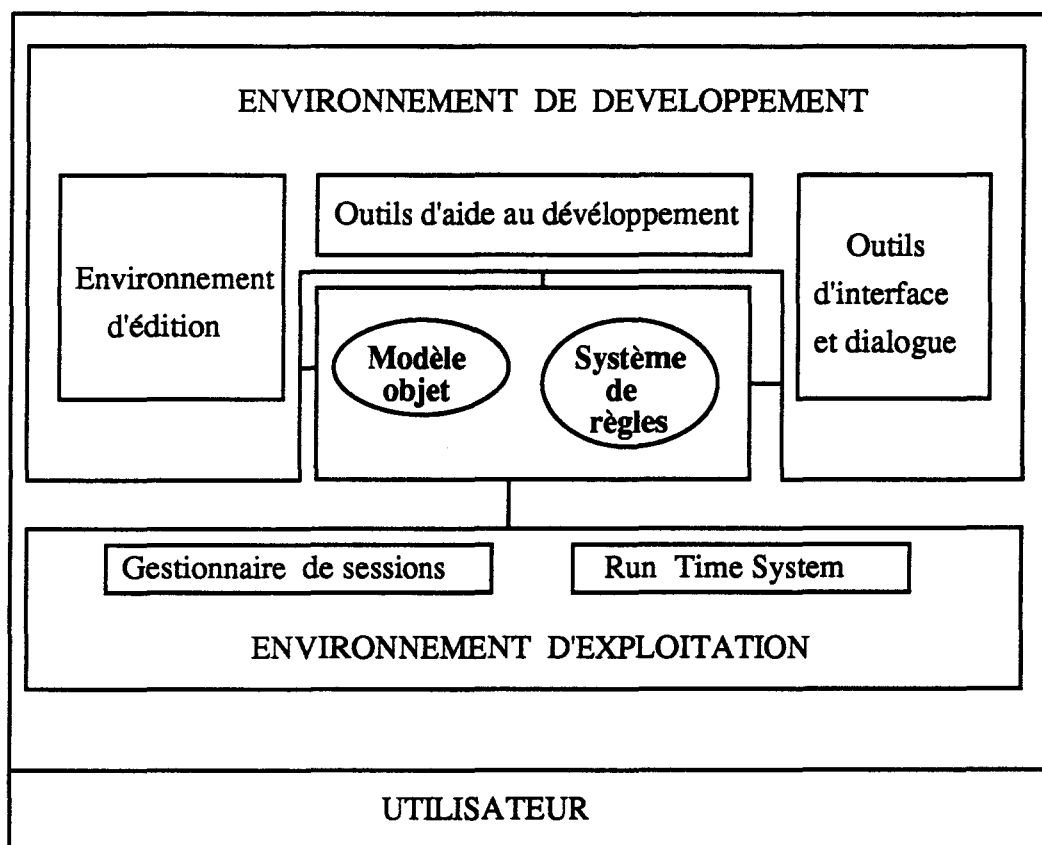 ENVIRONNEMENT DE DEVELOPPEMENT
Outils d'aide au dévéloppement
Environnement
d'édition
Outils
d'interface
et dialogue
Modèle
objet
Système
de
règles
Gestionnaire de sessions
Run Time System
ENVIRONNEMENT D'EXPLOITATION
UTILISATEUR